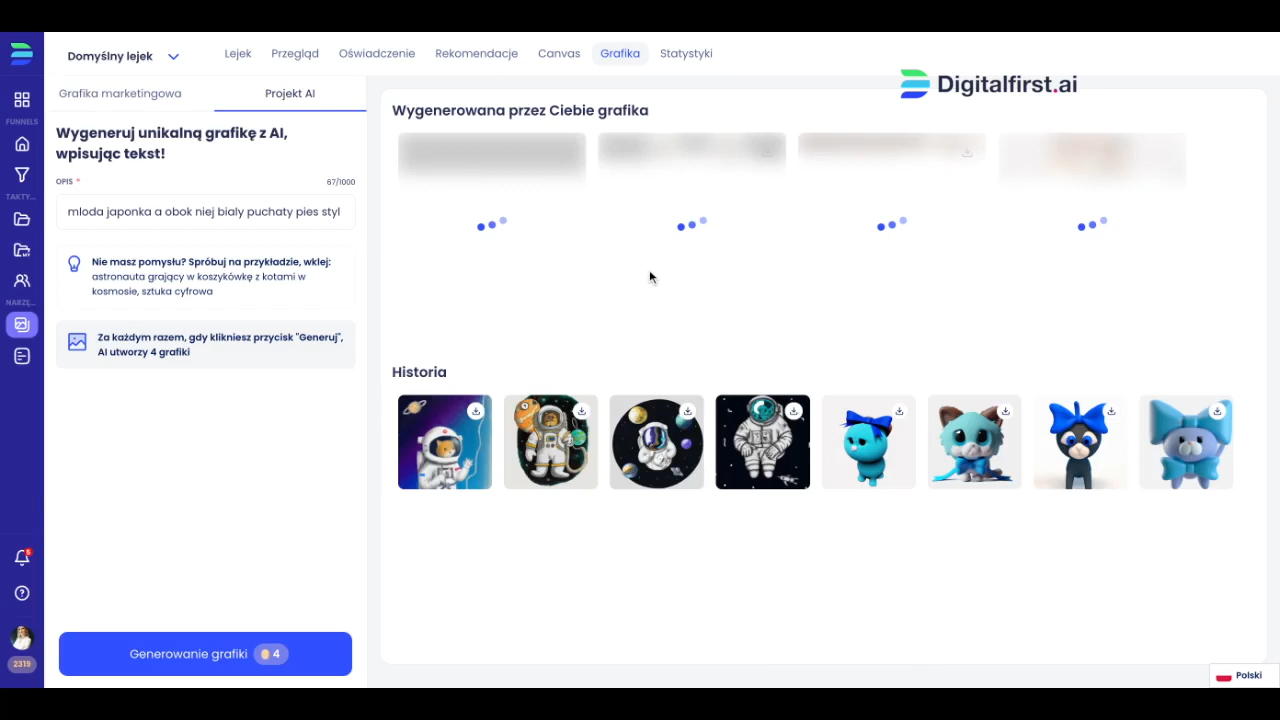 Domyślny lejek
Lejek Przegląd Oświadczenie Rekomendacje Canvas Grafika Statystyki
Digitalfirst.ai
FUNNELS
TAKTY...
NARZĘ...
5
2319
Grafika marketingowa Projekt AI
Wygeneruj unikalną grafikę z AI,
wpisując tekst!
OPIS * 67/1000
mloda japonka a obok niej bialy puchaty pies styl
Nie masz pomysłu? Spróbuj na przykładzie, wklej:
astronauta grający w koszykówkę z kotami w
kosmosie, sztuka cyfrowa
Za każdym razem, gdy klikniesz przycisk "Generuj",
AI utworzy 4 grafiki
Generowanie grafiki 4
Wygenerowana przez Ciebie grafika
Historia
Polski